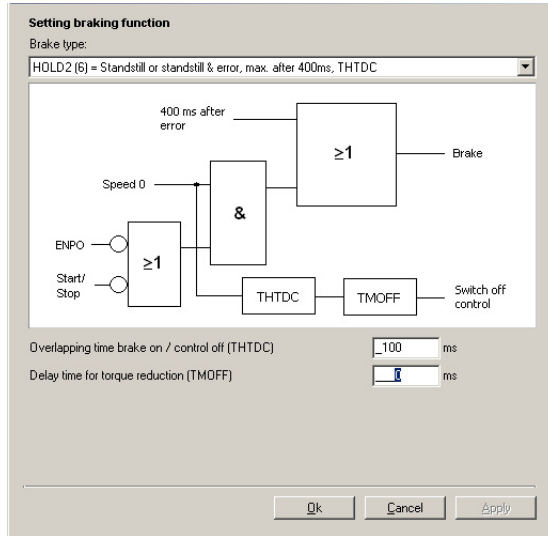 Setting braking function
Brake type:
HOLD2 (6) = Standstill or standstill & error, max. after 400ms, THTDC
400 ms after
error
≥1
Brake
Speed 0
&
ENPO
≥1
Start/
Stop
THTDC
TMOFF
Switch off
control
Overlapping time brake on / control off (THTDC)
_100 ms
Delay time for torque reduction (TMOFF)
___0 ms
Ok Cancel Apply